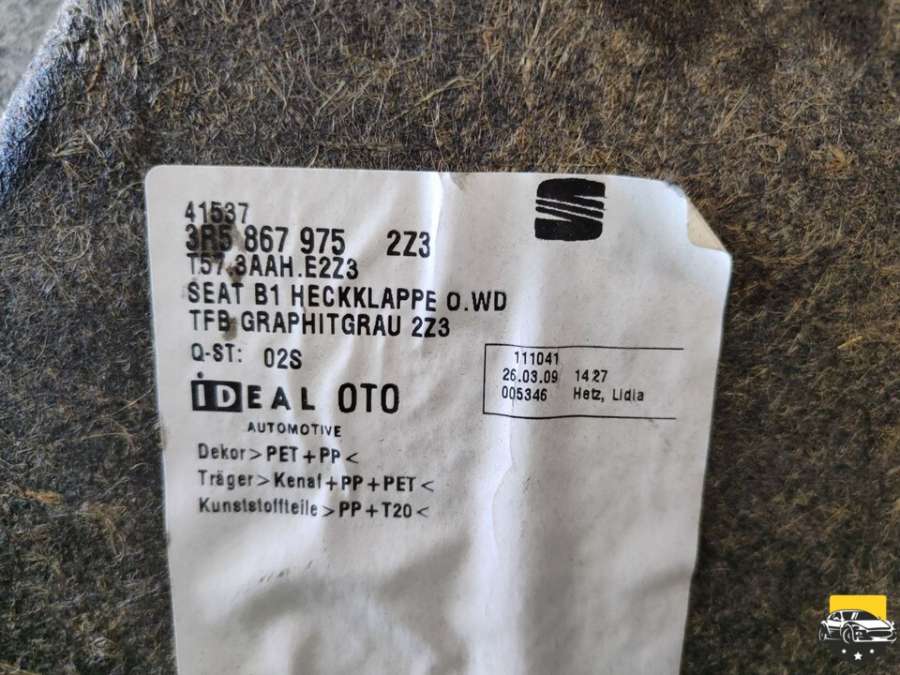 41537
3R5 867 975 2Z3
T57.3AAH.E2Z3
SEAT B1 HECKKLAPPE O.WD
TFB GRAPHITGRAU 2Z3
Q-ST: 02S
111041
26.03.09 14 27
005346 Hetz, Lidia
iDEAL OTO
AUTOMOTIVE
Dekor>PET+PP<
Träger>Kenaf+PP+PET<
Kunststoffteile>PP+T20<